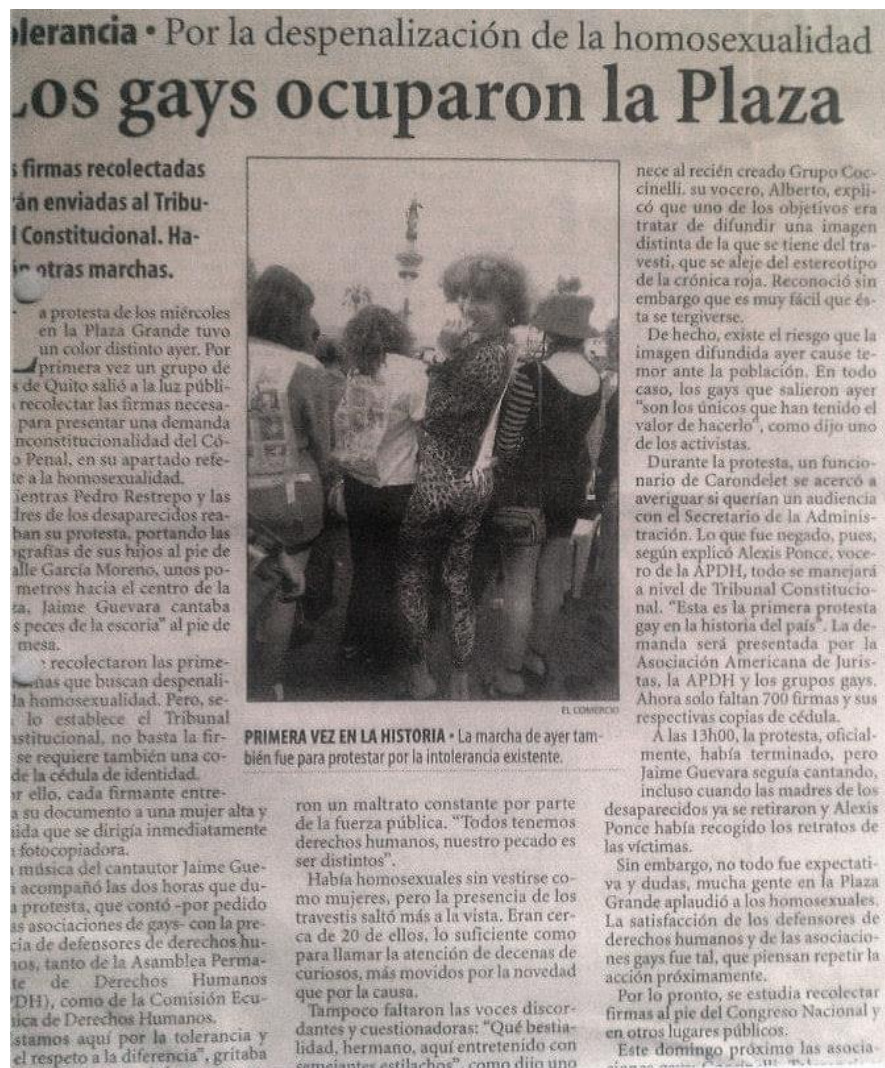 olerancia • Por la despenalización de la homosexualidad
Los gays ocuparon la Plaza
s firmas recolectadas
án enviadas al Tribu-
l Constitucional. Ha-
otras marchas.
a protesta de los miércoles
en la Plaza Grande tuvo
un color distinto ayer. Por
primera vez un grupo de
s de Quito salió a la luz públi-
recolectar las firmas necesa-
para presentar una demanda
nconstitucionalidad del Có-
o Penal, en su apartado refe-
te a la homosexualidad.
ientras Pedro Restrepo y las
dres de los desaparecidos rea-
ban su protesta, portando las
ografías de sus hijos al pie de
alle García Moreno, unos po-
metros hacia el centro de la
za, Jaime Guevara cantaba
s peces de la escoria" al pie de
mesa.
e recolectaron las prime-
mas que buscan despenali-
la homosexualidad. Pero, se-
lo establece el Tribunal
nstitucional, no basta la fir-
se requiere también una co-
de la cédula de identidad.
or ello, cada firmante entre-
a su documento a una mujer alta y
uida que se dirigía inmediatamente
fotocopiadora.
a música del cantautor Jaime Gue-
acompañó las dos horas que du-
a protesta, que contó -por pedido
as asociaciones de gays- con la pre-
cia de defensores de derechos hu-
nos, tanto de la Asamblea Perma-
te de Derechos Humanos
PDH), como de la Comisión Ecu-
nica de Derechos Humanos.
stamos aquí por la tolerancia y
el respeto a la diferencia", gritaba
EL COMERCIO
PRIMERA VEZ EN LA HISTORIA • La marcha de ayer tam-
bién fue para protestar por la intolerancia existente.
ron un maltrato constante por parte
de la fuerza pública. "Todos tenemos
derechos humanos, nuestro pecado es
ser distintos".
Había homosexuales sin vestirse co-
mo mujeres, pero la presencia de los
travestis saltó más a la vista. Eran cer-
ca de 20 de ellos, lo suficiente como
para llamar la atención de decenas de
curiosos, más movidos por la novedad
que por la causa.
Tampoco faltaron las voces discor-
dantes y cuestionadoras: "Qué bestia-
lidad, hermano, aquí entretenido con
semejantes estilachos", como dijo uno
nece al recién creado Grupo Coc-
cinelli. su vocero, Alberto, expli-
có que uno de los objetivos era
tratar de difundir una imagen
distinta de la que se tiene del tra-
vesti, que se aleje del estereotipo
de la crónica roja. Reconoció sin
embargo que es muy fácil que és-
ta se tergiverse.
De hecho, existe el riesgo que la
imagen difundida ayer cause te-
mor ante la población. En todo
caso, los gays que salieron ayer
"son los únicos que han tenido el
valor de hacerlo", como dijo uno
de los activistas.
Durante la protesta, un funcio-
nario de Carondelet se acercó a
averiguar si querían un audiencia
con el Secretario de la Adminis-
tración. Lo que fue negado, pues,
según explicó Alexis Ponce, voce-
ro de la APDH, todo se manejará
a nivel de Tribunal Constitucio-
nal. "Esta es la primera protesta
gay en la historia del país". La de-
manda será presentada por la
Asociación Americana de Juris-
tas, la APDH y los grupos gays.
Ahora solo faltan 700 firmas y sus
respectivas copias de cédula.
A las 13h00, la protesta, oficial-
mente, había terminado, pero
Jaime Guevara seguía cantando,
incluso cuando las madres de los
desaparecidos ya se retiraron y Alexis
Ponce había recogido los retratos de
las víctimas.
Sin embargo, no todo fue expectati-
va y dudas, mucha gente en la Plaza
Grande aplaudió a los homosexuales.
La satisfacción de los defensores de
derechos humanos y de las asociacio-
nes gays fue tal, que piensan repetir la
acción próximamente.
Por lo pronto, se estudia recolectar
firmas al pie del Congreso Nacional y
en otros lugares públicos.
Este domingo próximo las asocia-